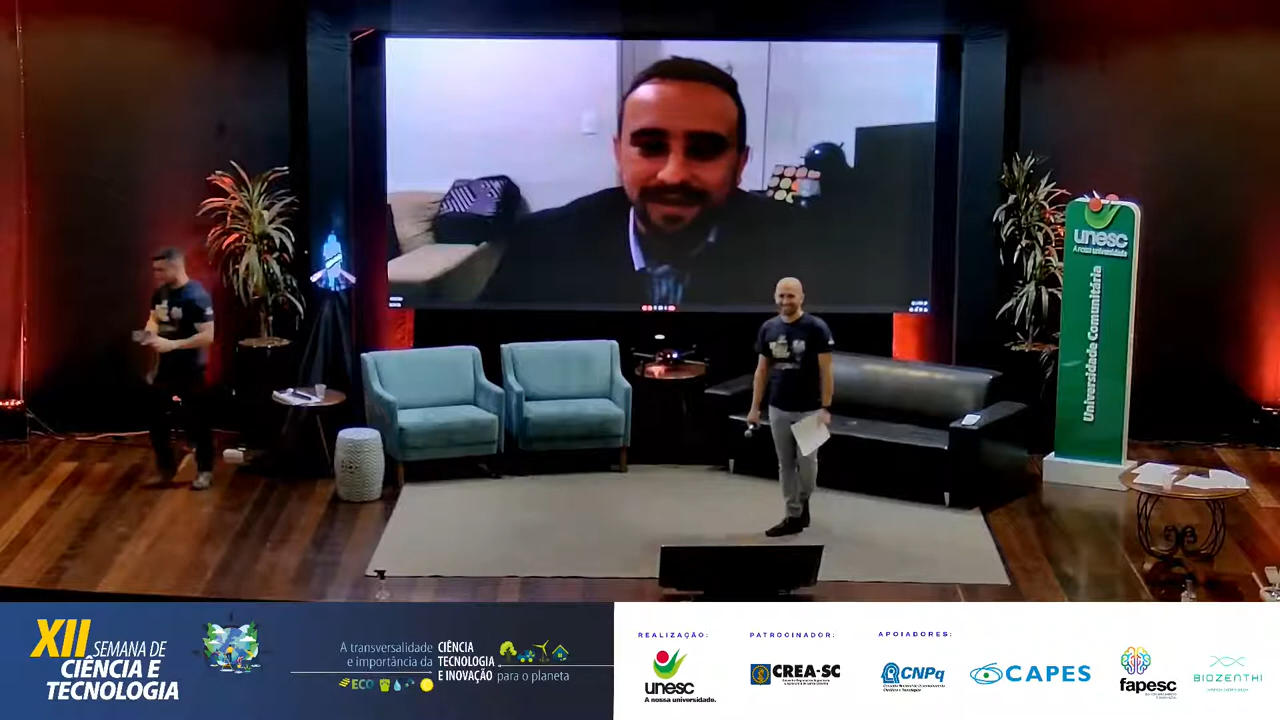 unesc
A nossa universidade
Universidade Comunitária
XII SEMANA DE
CIÊNCIA E
TECNOLOGIA
A transversalidade CIÊNCIA
e importância da TECNOLOGIA
E INOVAÇÃO para o planeta
ECO
REALIZAÇÃO:
unesc
A nossa universidade.
PATROCINADOR:
CREA-SC
APOIADORES:
CNPq
CAPES
fapesc
BIOZENTHI